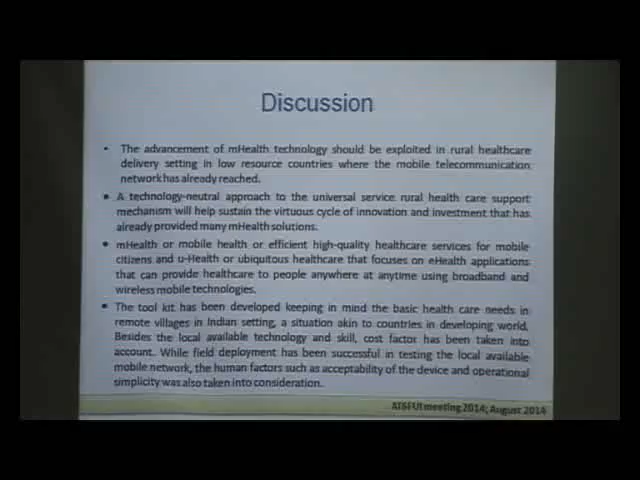 Discussion
• The advancement of mHealth technology should be exploited in rural healthcare
delivery setting in low resource countries where the mobile telecommunication
network has already reached.
• A technology-neutral approach to the universal service rural health care support
mechanism will help sustain the virtuous cycle of innovation and investment that has
already provided many mHealth solutions.
• mHealth or mobile health or efficient high-quality healthcare services for mobile
citizens and u-Health or ubiquitous healthcare that focuses on eHealth applications
that can provide healthcare to people anywhere at anytime using broadband and
wireless mobile technologies.
• The tool kit has been developed keeping in mind the basic health care needs in
remote villages in Indian setting, a situation akin to countries in developing world.
Besides the local available technology and skill, cost factor has been taken into
account. While field deployment has been successful in testing the local available
mobile network, the human factors such as acceptability of the device and operational
simplicity was also taken into consideration.
meeting 2014; August 2014